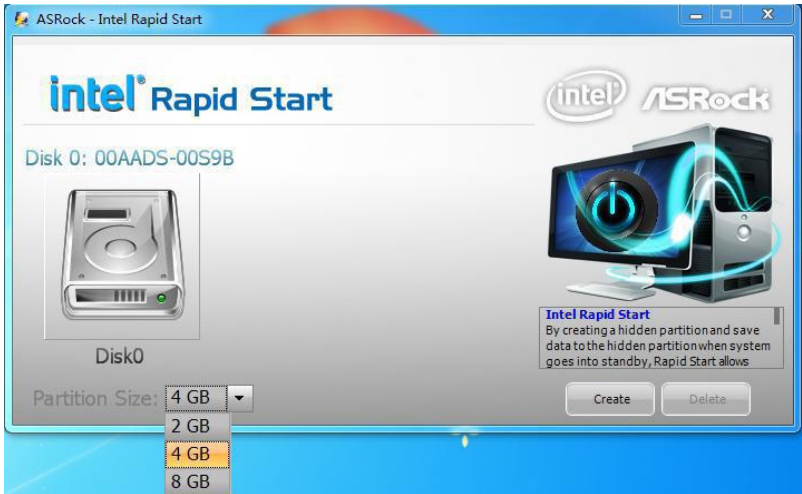 ASRock - Intel Rapid Start
intel® Rapid Start
intel ASRock
Disk 0: 00AADS-00S9B
Disk0
Intel Rapid Start
By creating a hidden partition and save
data to the hidden partition when system
goes into standby, Rapid Start allows
Partition Size: 4 GB
2 GB
4 GB
8 GB
Create
Delete